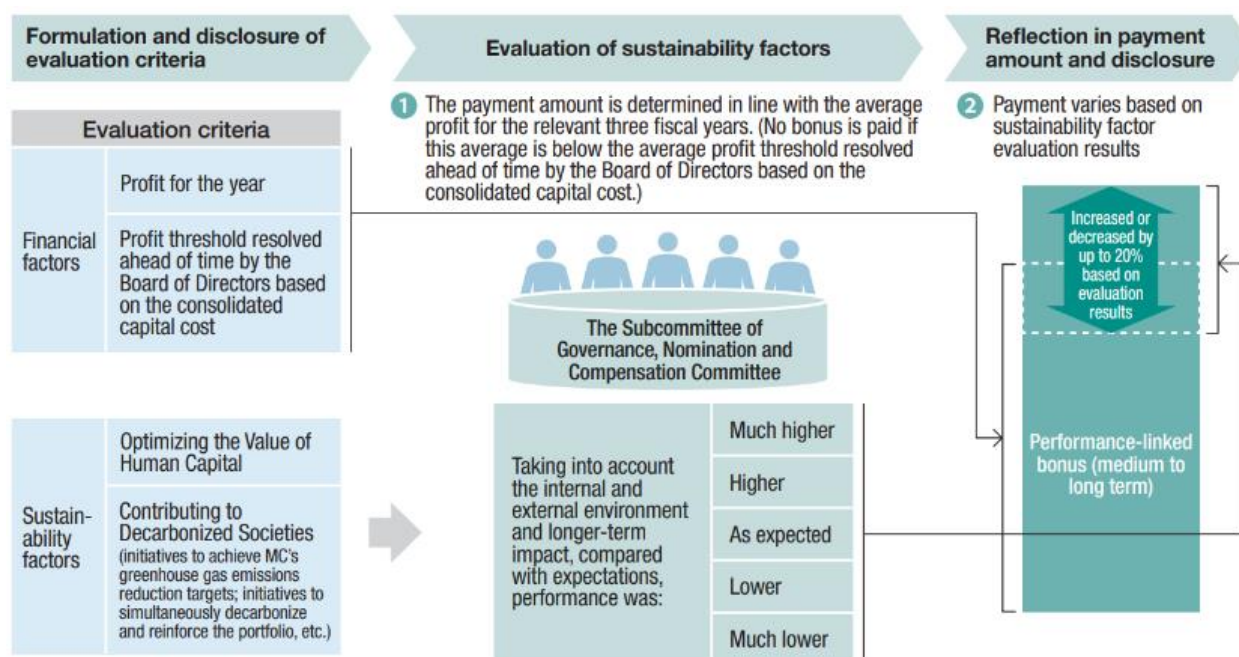 Formulation and disclosure of
evaluation criteria
Evaluation of sustainability factors
Reflection in payment
amount and disclosure
Evaluation criteria
Financial
factors
Profit for the year
Profit threshold resolved
ahead of time by the
Board of Directors based
on the consolidated
capital cost
Sustain-
ability
factors
Optimizing the Value of
Human Capital
Contributing to
Decarbonized Societies
(initiatives to achieve MC's
greenhouse gas emissions
reduction targets; initiatives to
simultaneously decarbonize
and reinforce the portfolio, etc.)
1 The payment amount is determined in line with the average
profit for the relevant three fiscal years. (No bonus is paid if
this average is below the average profit threshold resolved
ahead of time by the Board of Directors based on the
consolidated capital cost.)
The Subcommittee of
Governance, Nomination and
Compensation Committee
Taking into account
the internal and
external environment
and longer-term
impact, compared
with expectations,
performance was:
Much higher
Higher
As expected
Lower
Much lower
2 Payment varies based on
sustainability factor
evaluation results
Increased or
decreased by
up to 20%
based on
evaluation
results
Performance-linked
bonus (medium to
long term)